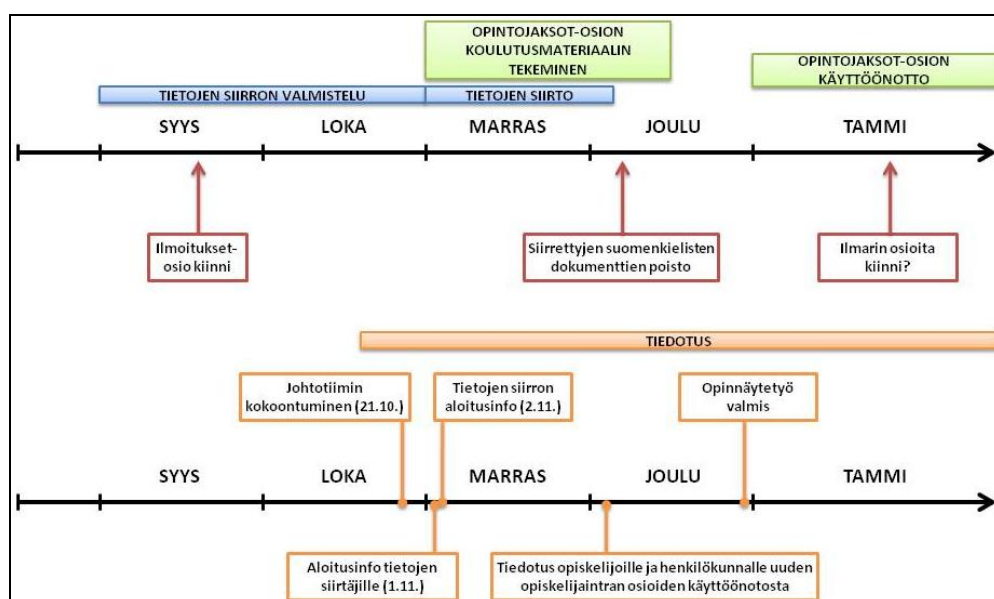 OPINTOJAKSOT-OSION
KOULUTUSMATERIAALIN
TEKEMINEN
OPINTOJAKSOT-OSION
KÄYTTÖÖNOTTO
TIETOJEN SIIRRON VALMISTELU
TIETOJEN SIIRTO
SYYS
LOKA
MARRAS
JOULU
TAMMI
Ilmoitukset-
osio kiinni
Siirrettyjen suomenkielisten
dokumenttien poisto
Ilmarin osioita
kiinni?
TIEDOTUS
Johtotiimin
kokoontuminen (21.10.)
Tietojen siirron
aloitusinfo (2.11.)
Opinnäytetyö
valmis
SYYS
LOKA
MARRAS
JOULU
TAMMI
Aloitusinfo tietojen
siirtäjille (1.11.)
Tiedotus opiskelijoille ja henkilökunnalle uuden
opiskelijaintran osioiden käyttöönotosta